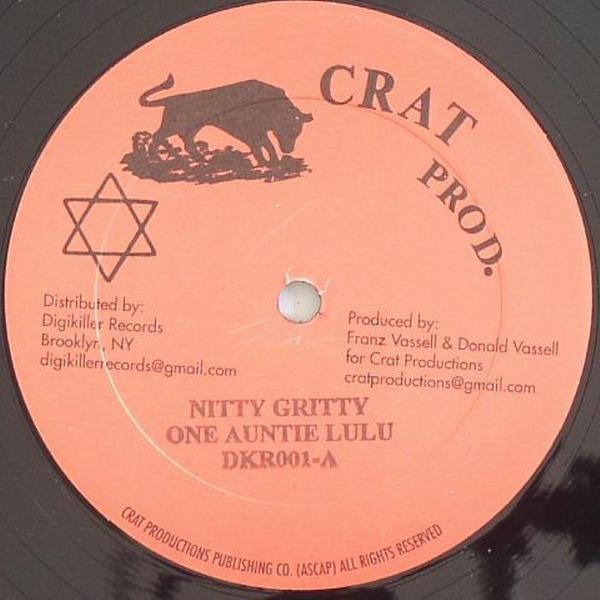 CRAT
PROD.
Distributed by:
Digikiller Records
Brooklyn, NY
digikillerrecords@gmail.com
Produced by:
Franz Vassell & Donald Vassell
for Crat Productions
cratproductions@gmail.com
NITTY GRITTY
ONE AUNTIE LULU
DKR001-A
CRAT PRODUCTIONS PUBLISHING CO. (ASCAP) ALL RIGHTS RESERVED